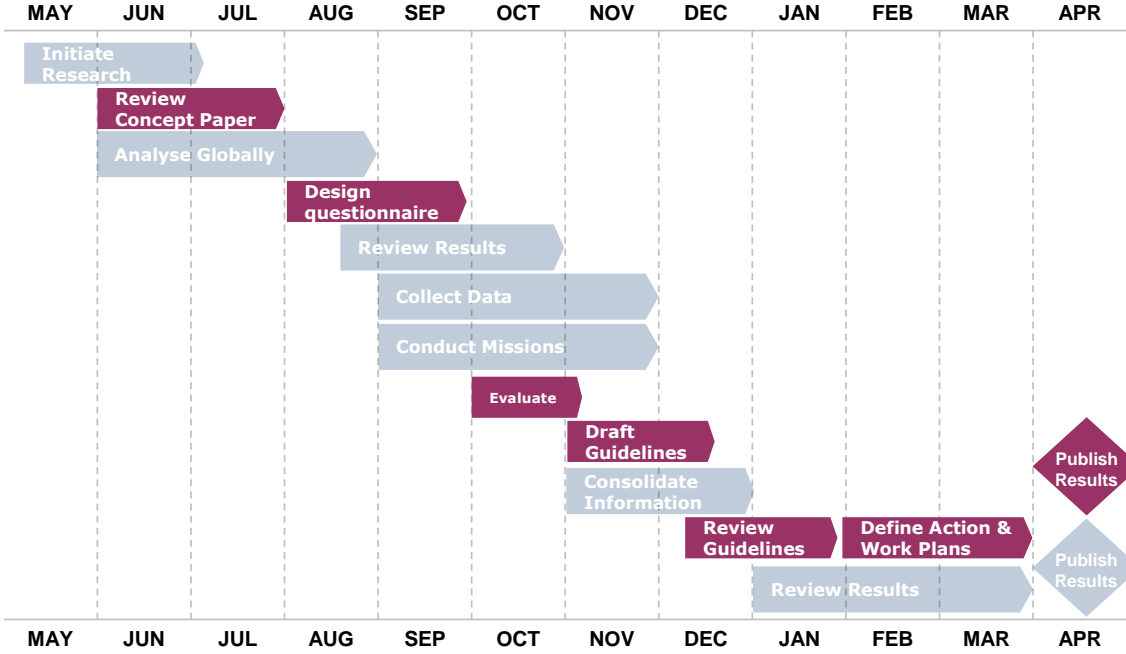 MAY JUN JUL AUG SEP OCT NOV DEC JAN FEB MAR APR
Initiate
Research
Review
Concept Paper
Analyse Globally
Design
questionnaire
Review Results
Collect Data
Conduct Missions
Evaluate
Draft
Guidelines
Publish
Results
Consolidate
Information
Review
Guidelines
Define Action &
Work Plans
Publish
Results
Review Results
MAY JUN JUL AUG SEP OCT NOV DEC JAN FEB MAR APR